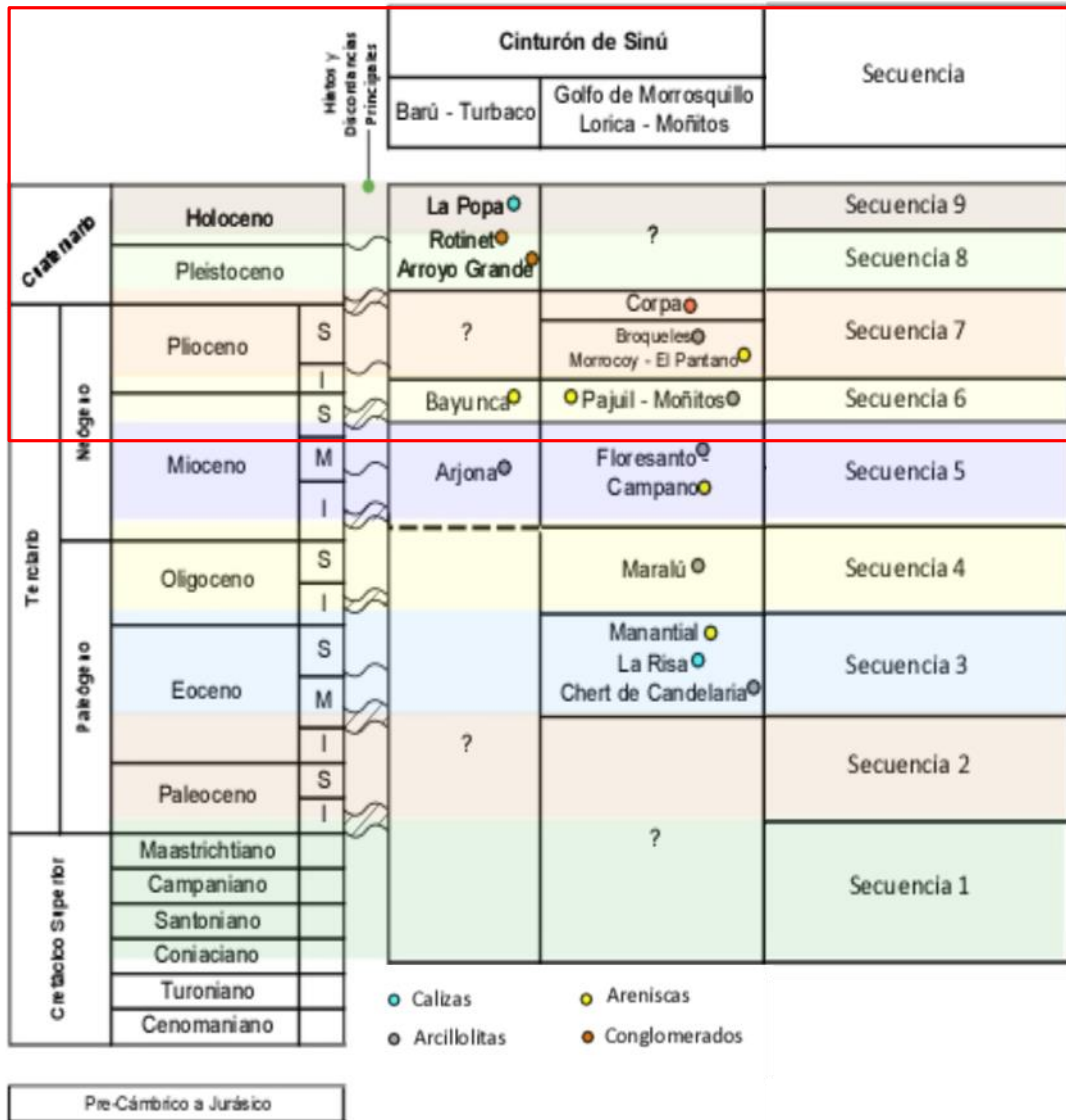 Hiatos y
Discordancias
Principales
Cinturón de Sinú
Barú - Turbaco
Golfo de Morrosquillo
Lorica - Moñitos
Secuencia
Cuaternario
Holoceno
La Popa
Secuencia 9
Rotinet
?
Pleistoceno
Arroyo Grande
Secuencia 8
Terciario
Neógeno
Plioceno
S
I
?
Corpa
Broqueles
Morrocoy - El Pantano
Secuencia 7
Mioceno
S
M
I
Bayunca
Pajuil - Moñitos
Secuencia 6
Arjona
Floresanto -
Campano
Secuencia 5
Paleógeno
Oligoceno
S
I
Maralú
Secuencia 4
Eoceno
S
M
I
Manantial
La Risa
Chert de Candelaria
Secuencia 3
?
Paleoceno
S
I
Secuencia 2
Cretácico Superior
Maastrichtiano
Campaniano
Santoniano
Coniaciano
Turoniano
Cenomaniano
?
Secuencia 1
Calizas
Areniscas
Arcillolitas
Conglomerados
Pre-Cámbrico a Jurásico